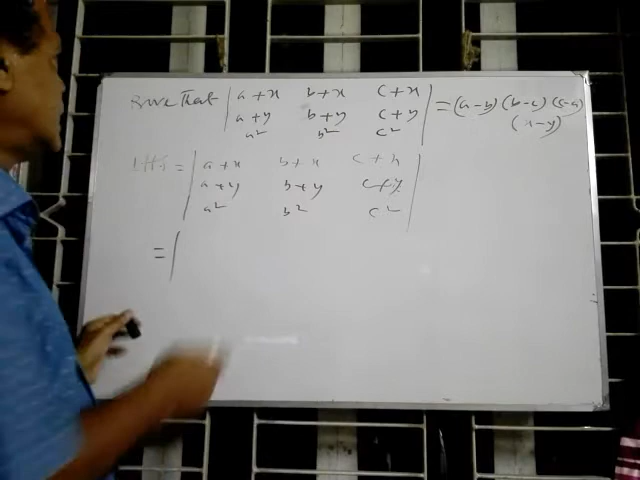 Prove that | a+x b+x c+x | = (a-b)(b-c)(c-a)
| a+y b+y c+y | (x-y)
| a² b² c² |
LHS = | a+x b+x c+x |
| a+y b+y c+y |
| a² b² c² |
= |